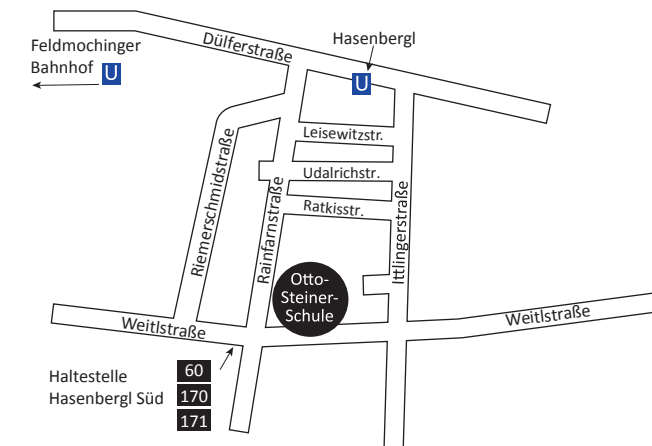 Feldmochinger
Bahnhof U
Dülferstraße
Hasenbergl
U
Leisewitzstr.
Udalrichstr.
Ratkisstr.
Riemerschmidstraße
Rainfarnstraße
Ittlingerstraße
Otto-
Steiner-
Schule
Weitlstraße
Weitlstraße
Haltestelle
Hasenbergl Süd
60
170
171